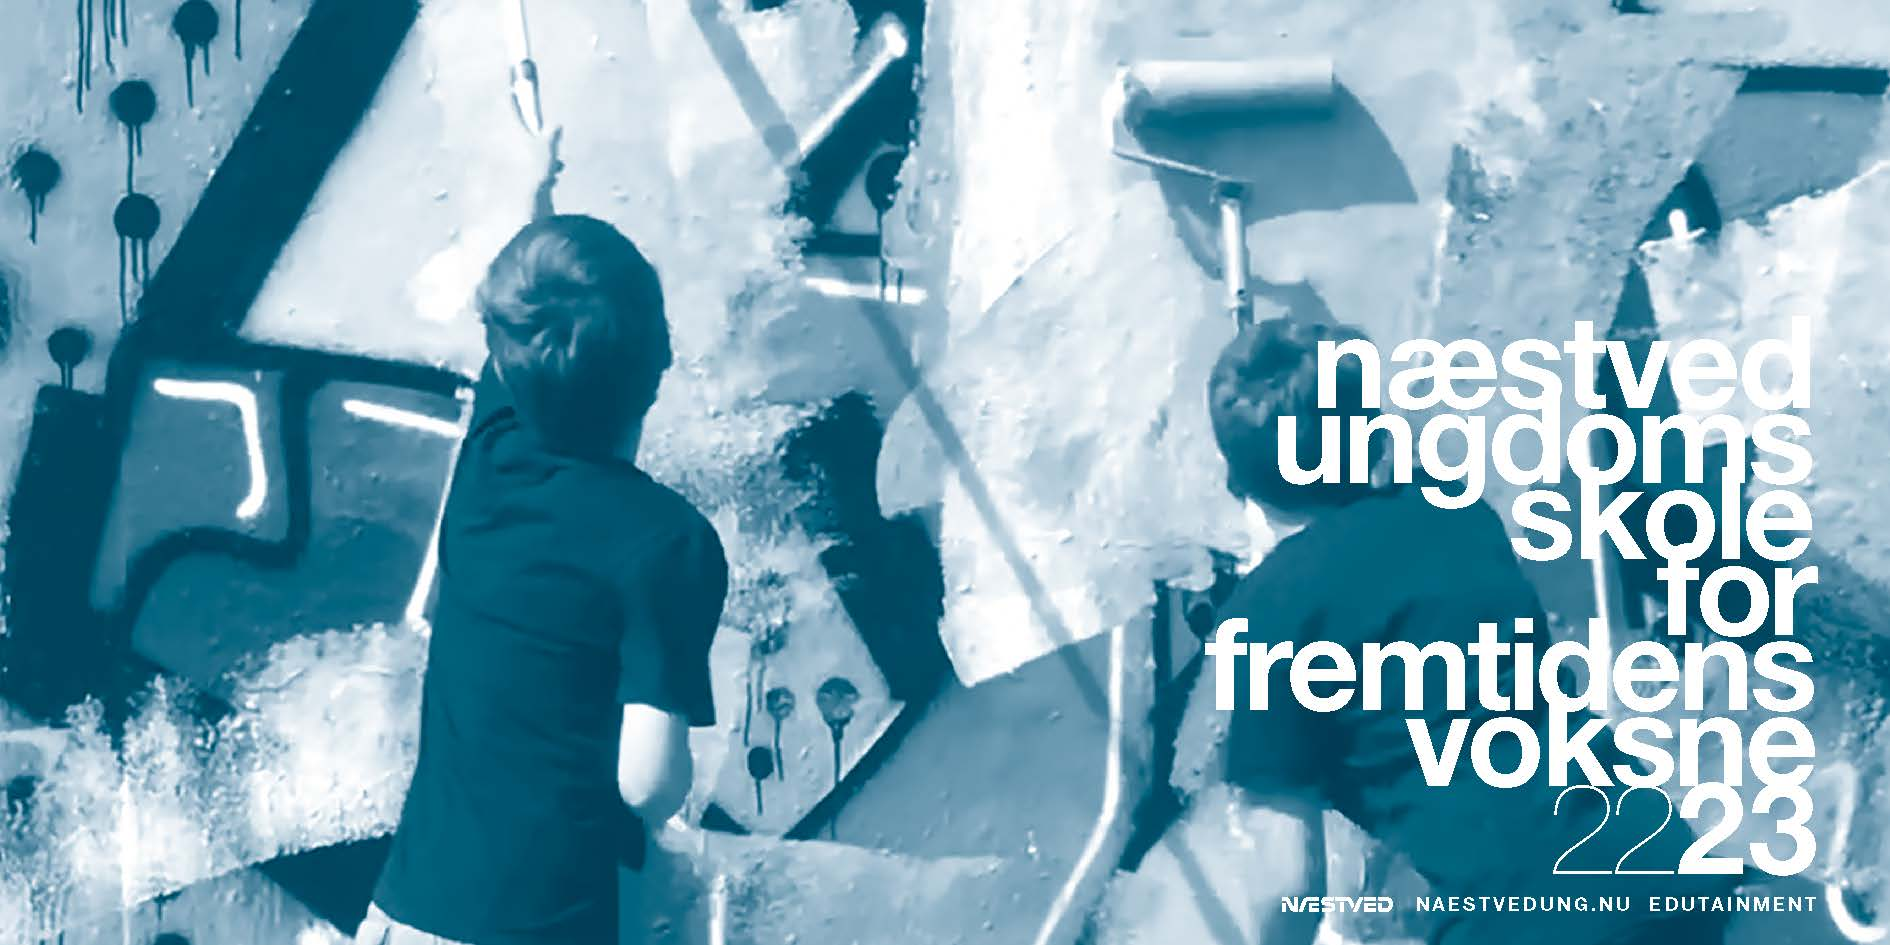 næstved
ungdoms
skole
for
fremtidens
voksne
2223
NÆSTVED NAESTVEDUNG.NU EDUTAINMENT